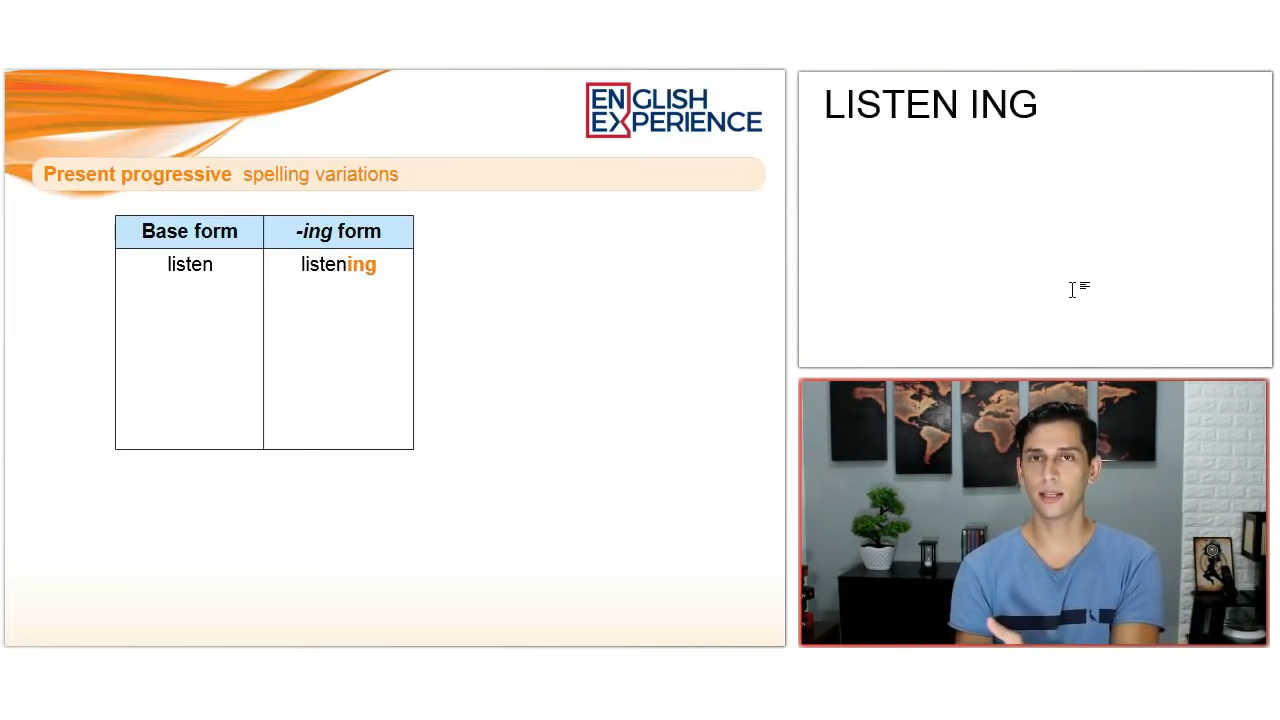 ENGLISH
EXPERIENCE
Present progressive spelling variations
Base form -ing form
listen listening
LISTEN ING